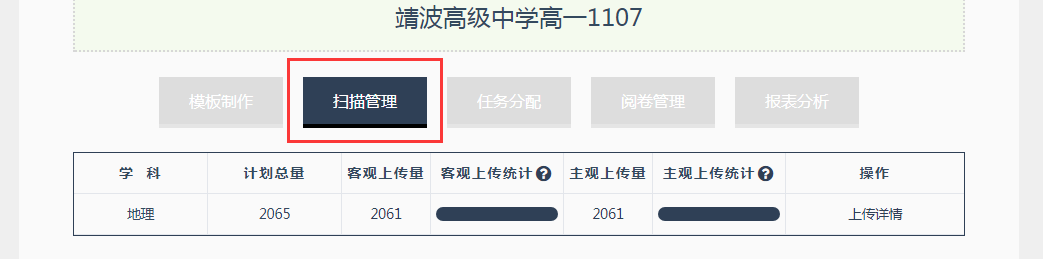 靖波高级中学高一1107
模板制作 扫描管理 任务分配 阅卷管理 报表分析
学 科 计划总量 客观上传量 客观上传统计? 主观上传量 主观上传统计? 操作
地理 2065 2061 2061 上传详情